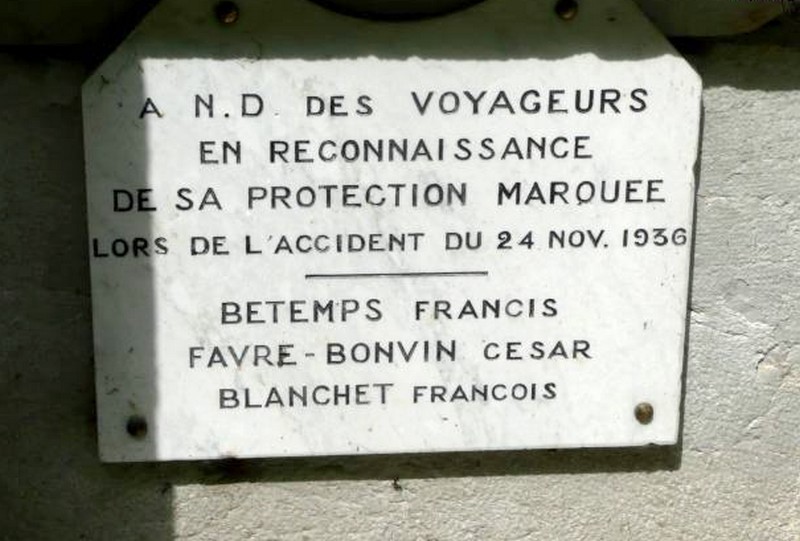 A N.D. DES VOYAGEURS
EN RECONNAISSANCE
DE SA PROTECTION MARQUEE
LORS DE L'ACCIDENT DU 24 NOV. 1936
BETEMPS FRANCIS
FAVRE-BONVIN CESAR
BLANCHET FRANCOIS